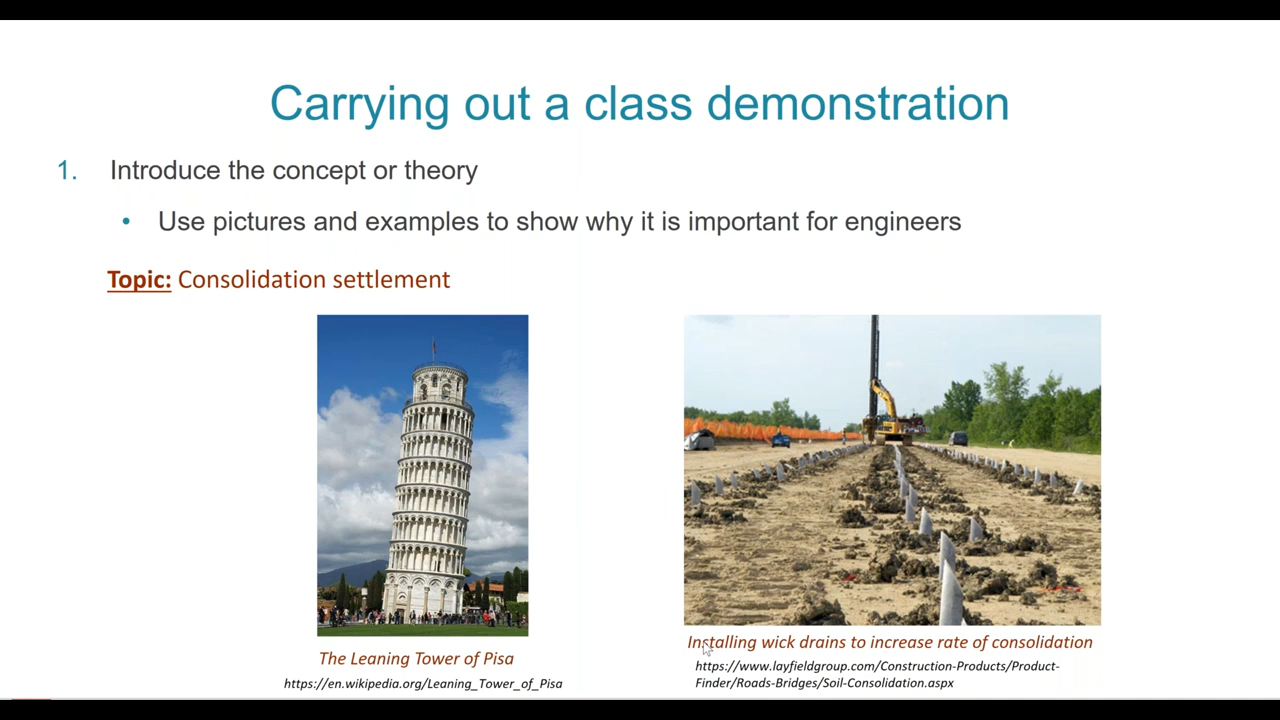 Carrying out a class demonstration
1. Introduce the concept or theory
• Use pictures and examples to show why it is important for engineers
Topic: Consolidation settlement
The Leaning Tower of Pisa
https://en.wikipedia.org/Leaning_Tower_of_Pisa
Installing wick drains to increase rate of consolidation
https://www.layfieldgroup.com/Construction-Products/Product-
Finder/Roads-Bridges/Soil-Consolidation.aspx